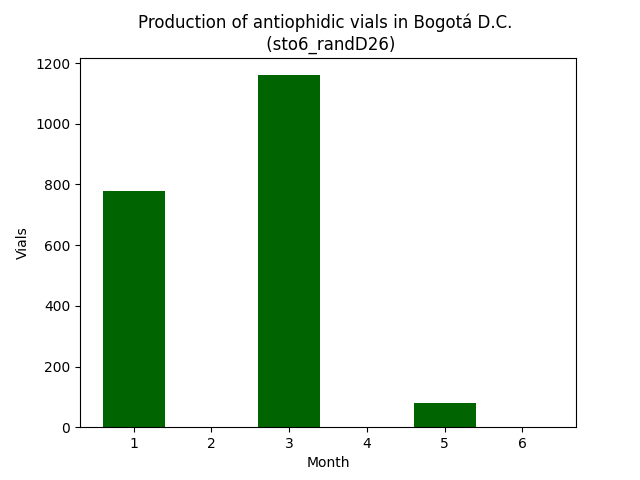 Production of antiophidic vials in Bogotá D.C.
(sto6_randD26)
1200
1000
800
600
400
200
0
Vials
1 2 3 4 5 6
Month